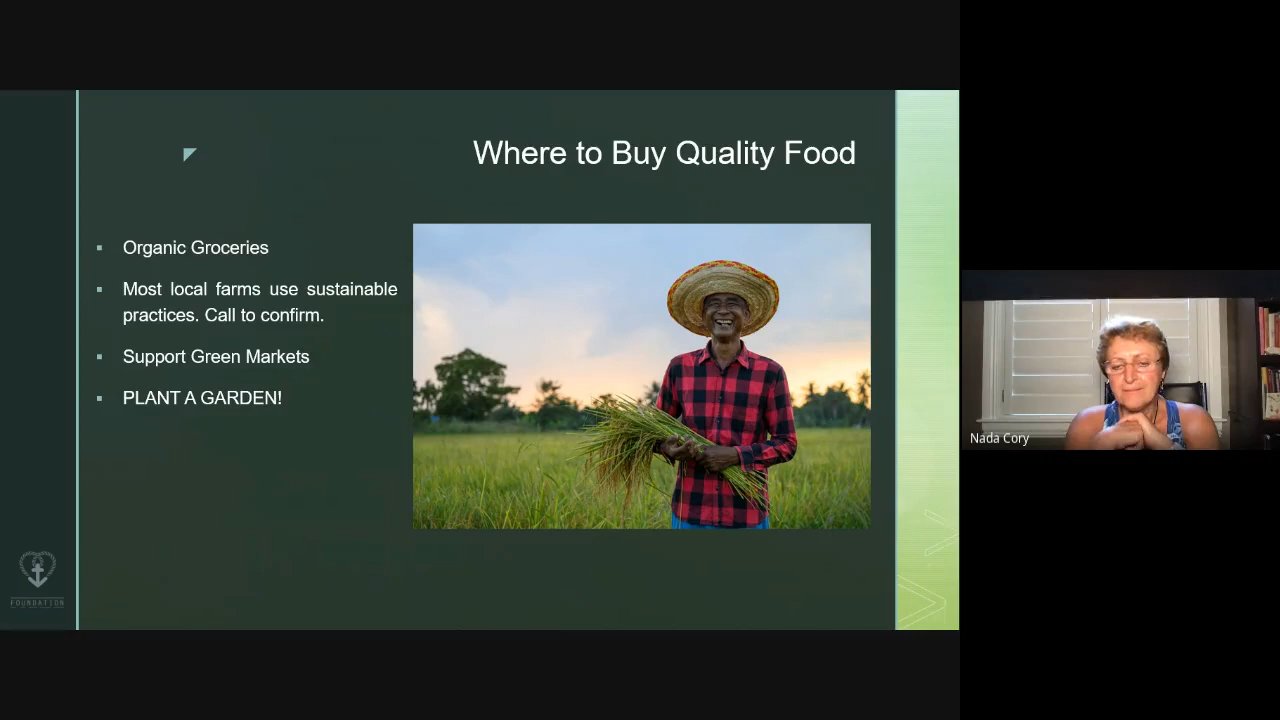 Where to Buy Quality Food
Organic Groceries
Most local farms use sustainable
practices. Call to confirm.
Support Green Markets
PLANT A GARDEN!
FOUNDATION
Nada Cory